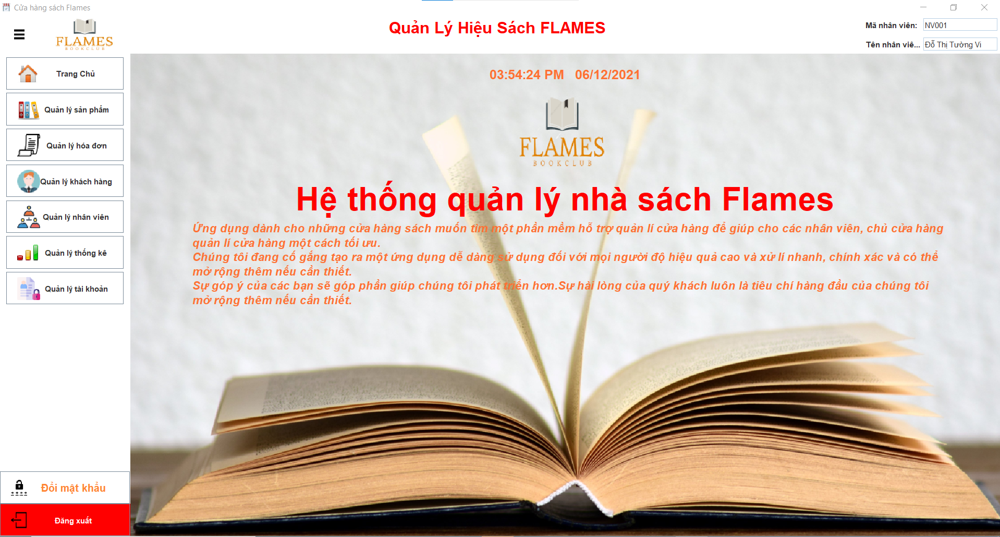 Cửa hàng sách Flames
FLAMES
BOOKCLUB
Quản Lý Hiệu Sách FLAMES
Mã nhân viên: NV001
Tên nhân viê... Đỗ Thị Tường Vi
Trang Chủ
Quản lý sản phẩm
Quản lý hóa đơn
Quản lý khách hàng
Quản lý nhân viên
Quản lý thống kê
Quản lý tài khoản
Đổi mật khẩu
Đăng xuất
03:54:24 PM 06/12/2021
FLAMES
BOOKCLUB
Hệ thống quản lý nhà sách Flames
Ứng dụng dành cho những cửa hàng sách muốn tìm một phần mềm hỗ trợ quản lí cửa hàng để giúp cho các nhân viên, chủ cửa hàng
quản lí cửa hàng một cách tối ưu.
Chúng tôi đang cố gắng tạo ra một ứng dụng dễ dàng sử dụng đối với mọi người độ hiệu quả cao và xử lí nhanh, chính xác và có thể
mở rộng thêm nếu cần thiết.
Sự góp ý của các bạn sẽ góp phần giúp chúng tôi phát triển hơn.Sự hài lòng của quý khách luôn là tiêu chí hàng đầu của chúng tôi
mở rộng thêm nếu cần thiết.